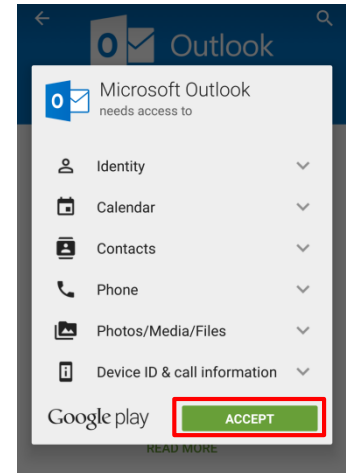 Outlook
Microsoft Outlook
needs access to
Identity
Calendar
Contacts
Phone
Photos/Media/Files
Device ID & call information
Google play
ACCEPT
READ MORE